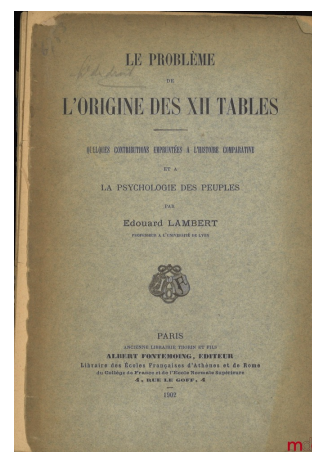 LE PROBLÈME
DE
L'ORIGINE DES XII TABLES
QUELQUES CONTRIBUTIONS EMPRUNTÉES A L'HISTOIRE COMPARATIVE
ET A
LA PSYCHOLOGIE DES PEUPLES
PAR
Edouard LAMBERT
PROFESSEUR A L'UNIVERSITÉ DE LYON
PARIS
ANCIENNE LIBRAIRIE THORIN ET FILS
ALBERT FONTEMOING, EDITEUR
Libraire des Écoles Françaises d'Athènes et de Rome
du Collège de France et de l'École Normale Supérieure
4, RUE LE GOFF, 4
1902
m